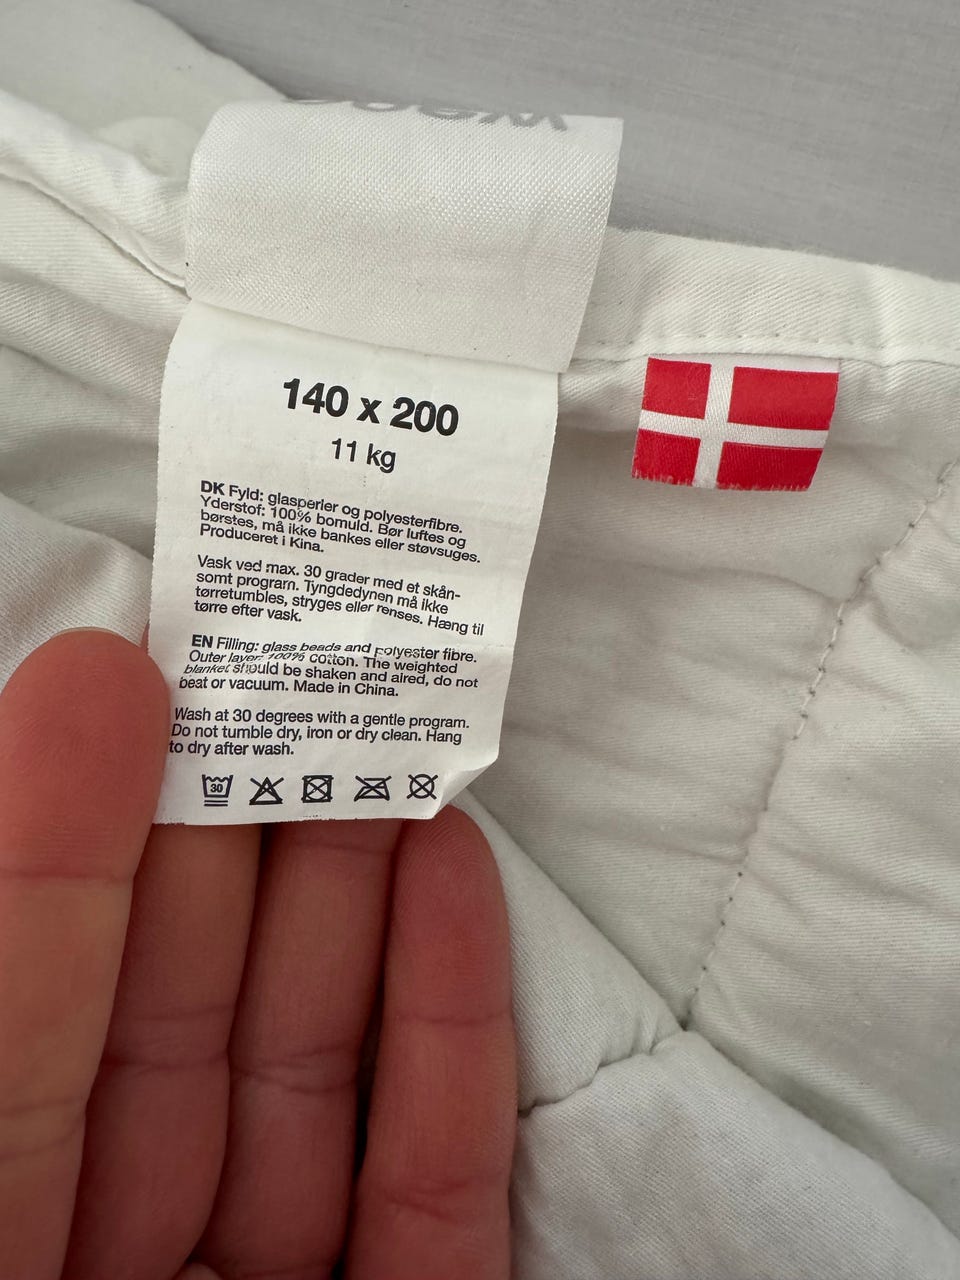 140 x 200
11 kg
DK Fyld: glasperler og polyesterfibre.
Yderstof: 100% bomuld. Bør luftes og
børstes, må ikke bankes eller støvsuges.
Produceret i Kina.
Vask ved max. 30 grader med et skån-
somt program. Tyngdedynen må ikke
tørretumbles, stryges eller renses. Hæng til
tørre efter vask.
EN Filling: glass beads and polyester fibre.
Outer layer: 100% cotton. The weighted
blanket should be shaken and aired, do not
beat or vacuum. Made in China.
Wash at 30 degrees with a gentle program.
Do not tumble dry, iron or dry clean. Hang
to dry after wash.
30